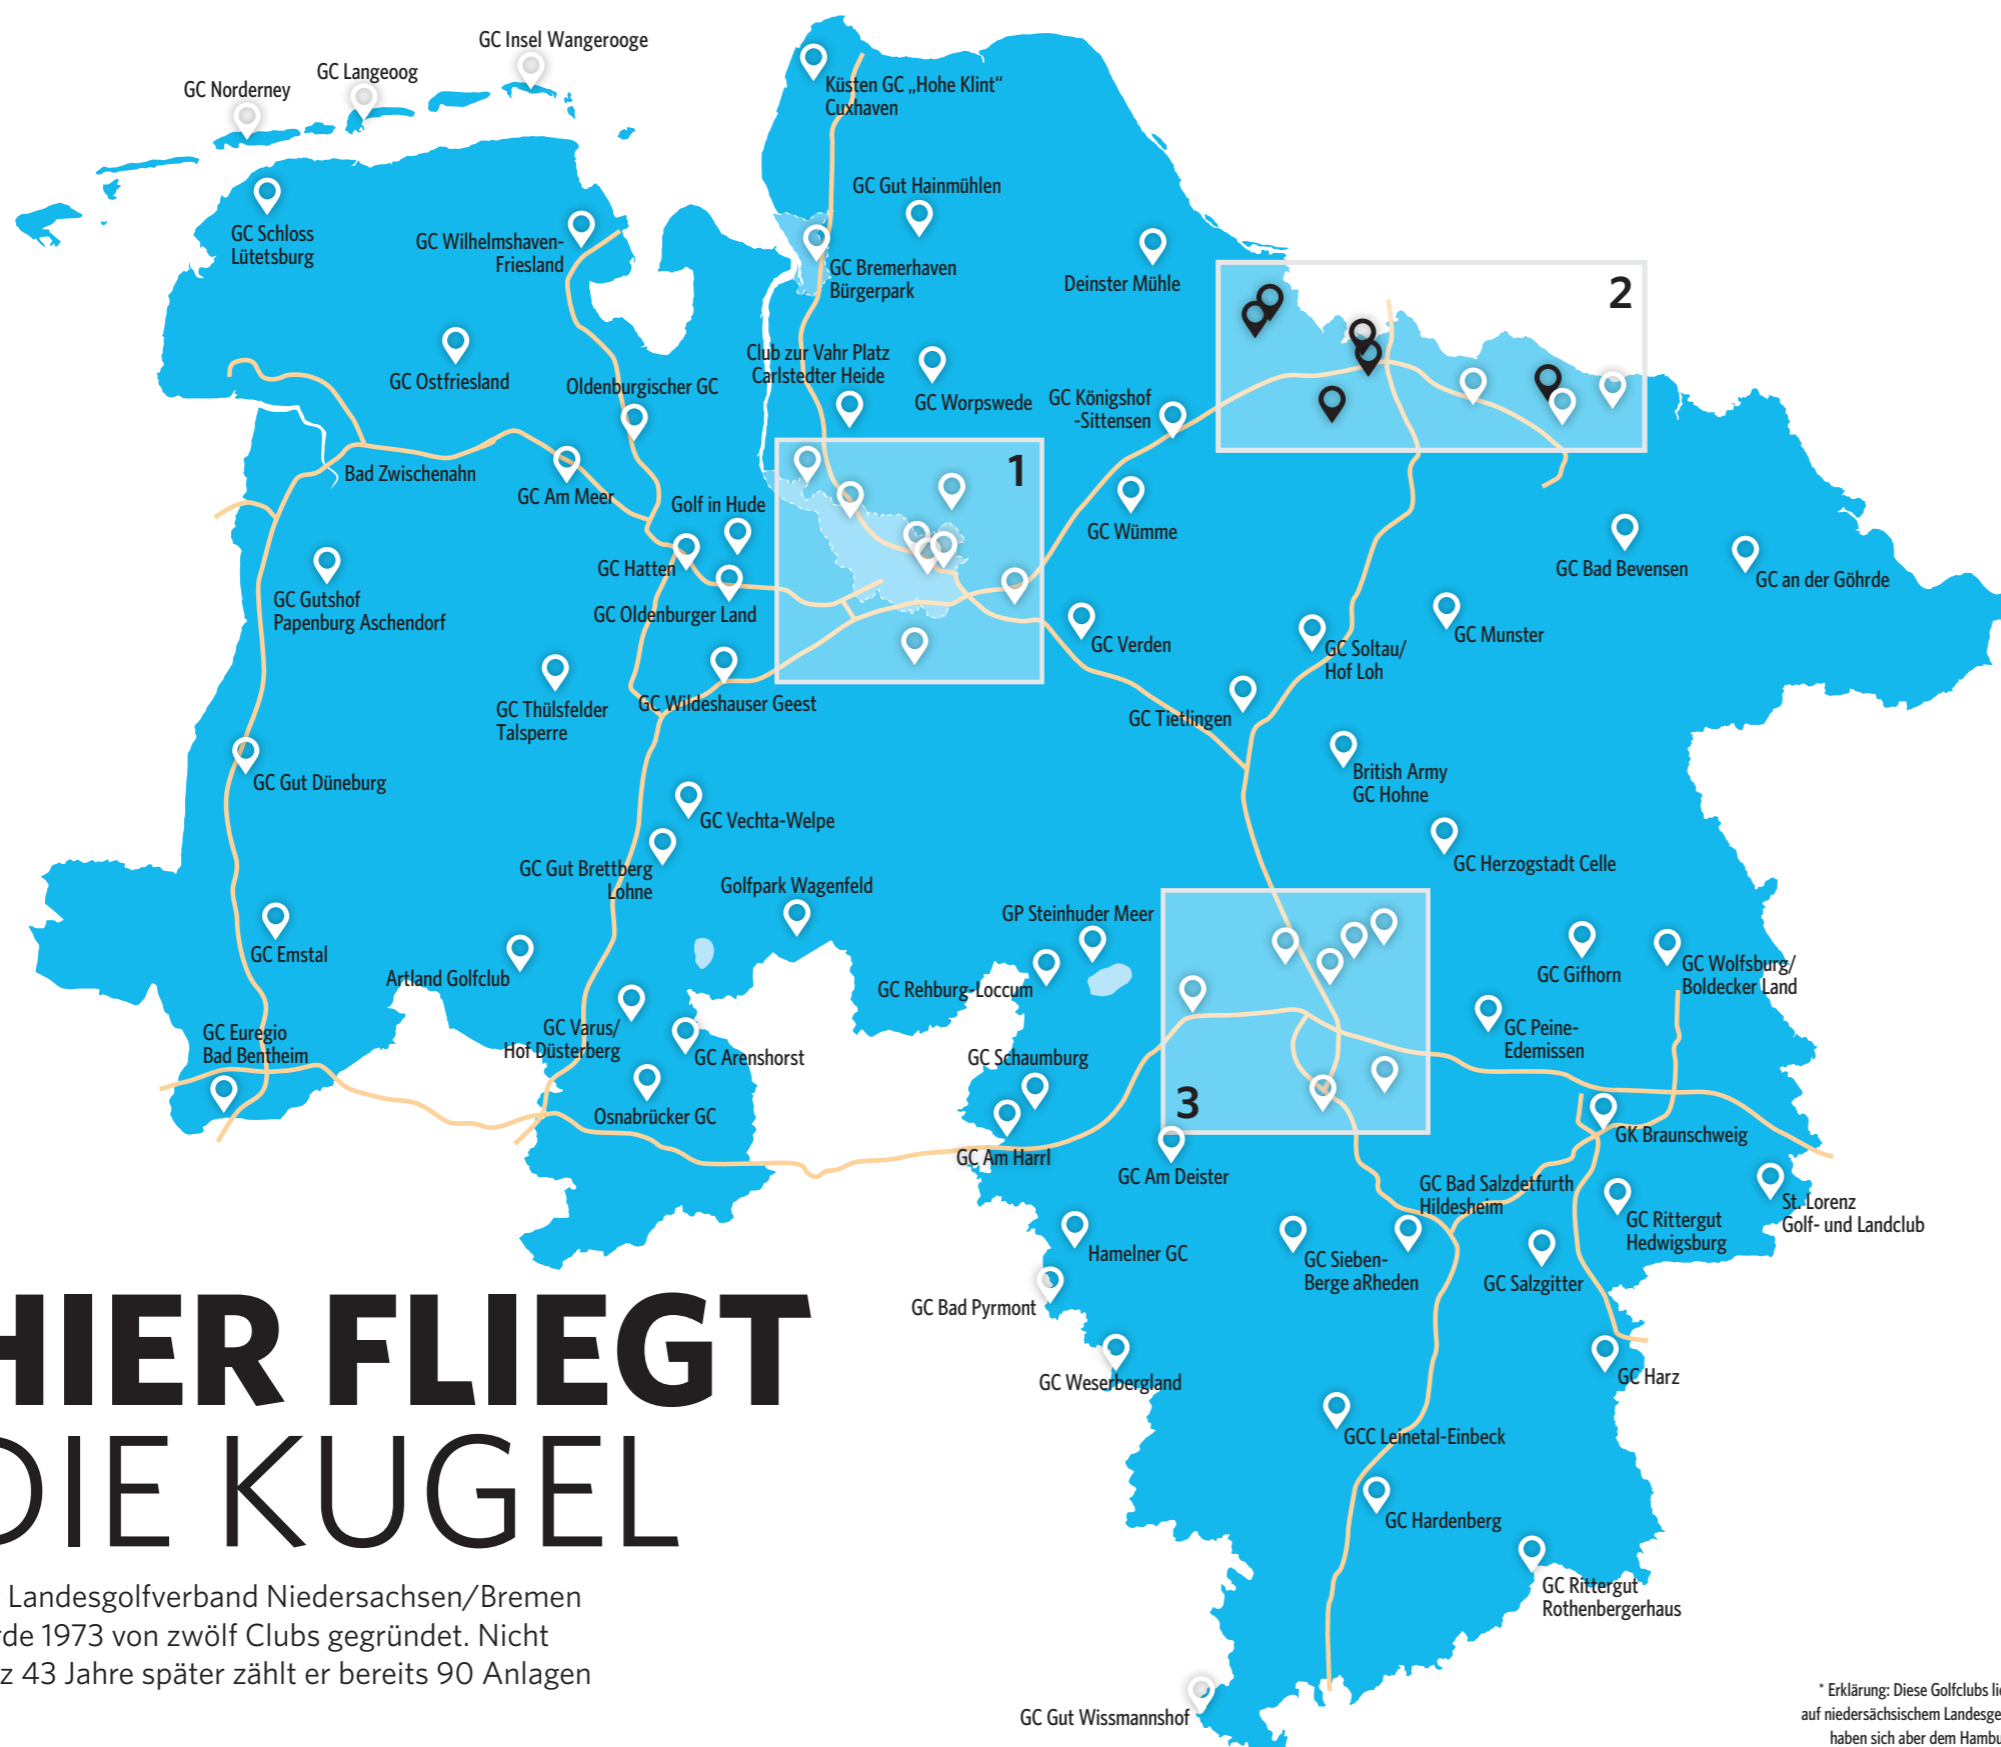 GC Insel Wangerooge
GC Langeoog
GC Norderney
Küsten GC „Hohe Klint“
Cuxhaven
GC Gut Hainmühlen
GC Schloss
Lütetsburg
GC Wilhelmshaven-
Friesland
GC Bremerhaven
Bürgerpark
Deinster Mühle
2
Club zur Vahr Platz
Carlstedter Heide
GC Ostfriesland
Oldenburgischer GC
GC Worpswede
GC Königshof
-Sittensen
Bad Zwischenahn
GC Am Meer
1
Golf in Hude
GC Wümme
GC Hatten
GC Bad Bevensen
GC an der Göhrde
GC Gutshof
Papenburg Aschendorf
GC Oldenburger Land
GC Verden
GC Munster
GC Soltau/
Hof Loh
GC Thülsfelder
Talsperre
GC Wildeshauser Geest
GC Tietlingen
GC Gut Düneburg
British Army
GC Hohne
GC Vechta-Welpe
GC Gut Brettberg
Lohne
GC Herzogstadt Celle
Golfpark Wagenfeld
GP Steinhuder Meer
GC Emstal
Artland Golfclub
GC Rehburg-Loccum
GC Gifhorn
GC Wolfsburg/
Boldecker Land
GC Euregio
Bad Bentheim
GC Varus/
Hof Düsterberg
GC Arenshorst
GC Schaumburg
GC Peine-
Edemissen
Osnabrücker GC
3
GK Braunschweig
GC Am Harrl
GC Am Deister
GC Bad Salzdetfurth
Hildesheim
St. Lorenz
Golf- und Landclub
GC Rittergut
Hedwigsburg
Hamelner GC
GC Sieben-
Berge aRheden
GC Salzgitter
GC Bad Pyrmont
GC Weserbergland
GC Harz
GCC Leinetal-Einbeck
GC Hardenberg
GC Rittergut
Rothenbergerhaus
GC Gut Wissmannshof
HIER FLIEGT
DIE KUGEL
Landesgolfverband Niedersachsen/Bremen
rde 1973 von zwölf Clubs gegründet. Nicht
z 43 Jahre später zählt er bereits 90 Anlagen
* Erklärung: Diese Golfclubs lie
auf niedersächsischem Landesge
haben sich aber dem Hambu